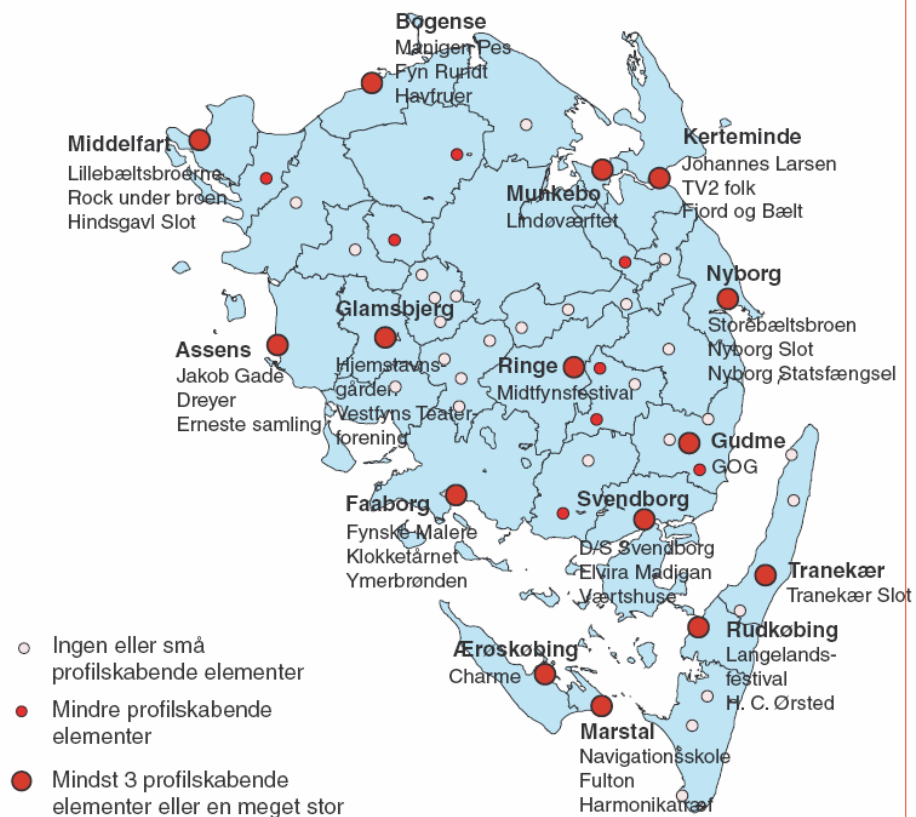 Bogense
Manigen Pes
Fyn Rundt
Havfruer
Middelfart
Lillebæltsbroerne
Rock under broen
Hindsgavl Slot
Kerteminde
Johannes Larsen
TV2 folk
Fjord og Bælt
Munkebo
Lindøværftet
Nyborg
Storebæltsbroen
Nyborg Slot
Nyborg Statsfængsel
Glamsbjerg
Hjemstavns-
gården
Vestfyns Teater-
forening
Assens
Jakob Gade
Dreyer
Erneste samling
Ringe
Midtfynsfestival
Gudme
GOG
Faaborg
Fynske Malere
Klokketårnet
Ymerbrønden
Svendborg
D/S Svendborg
Elvira Madigan
Værtshuse
Tranekær
Tranekær Slot
Rudkøbing
Langelands-
festival
H. C. Ørsted
Ærøskøbing
Charme
Marstal
Navigationsskole
Fulton
Harmonikatræf
Ingen eller små
profilskabende elementer
Mindre profilskabende
elementer
Mindst 3 profilskabende
elementer eller en meget stor